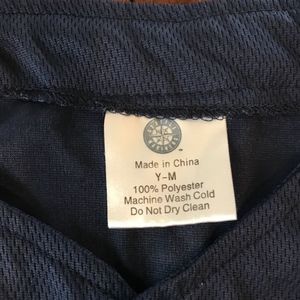 Made in China
Y-M
100% Polyester
Machine Wash Cold
Do Not Dry Clean